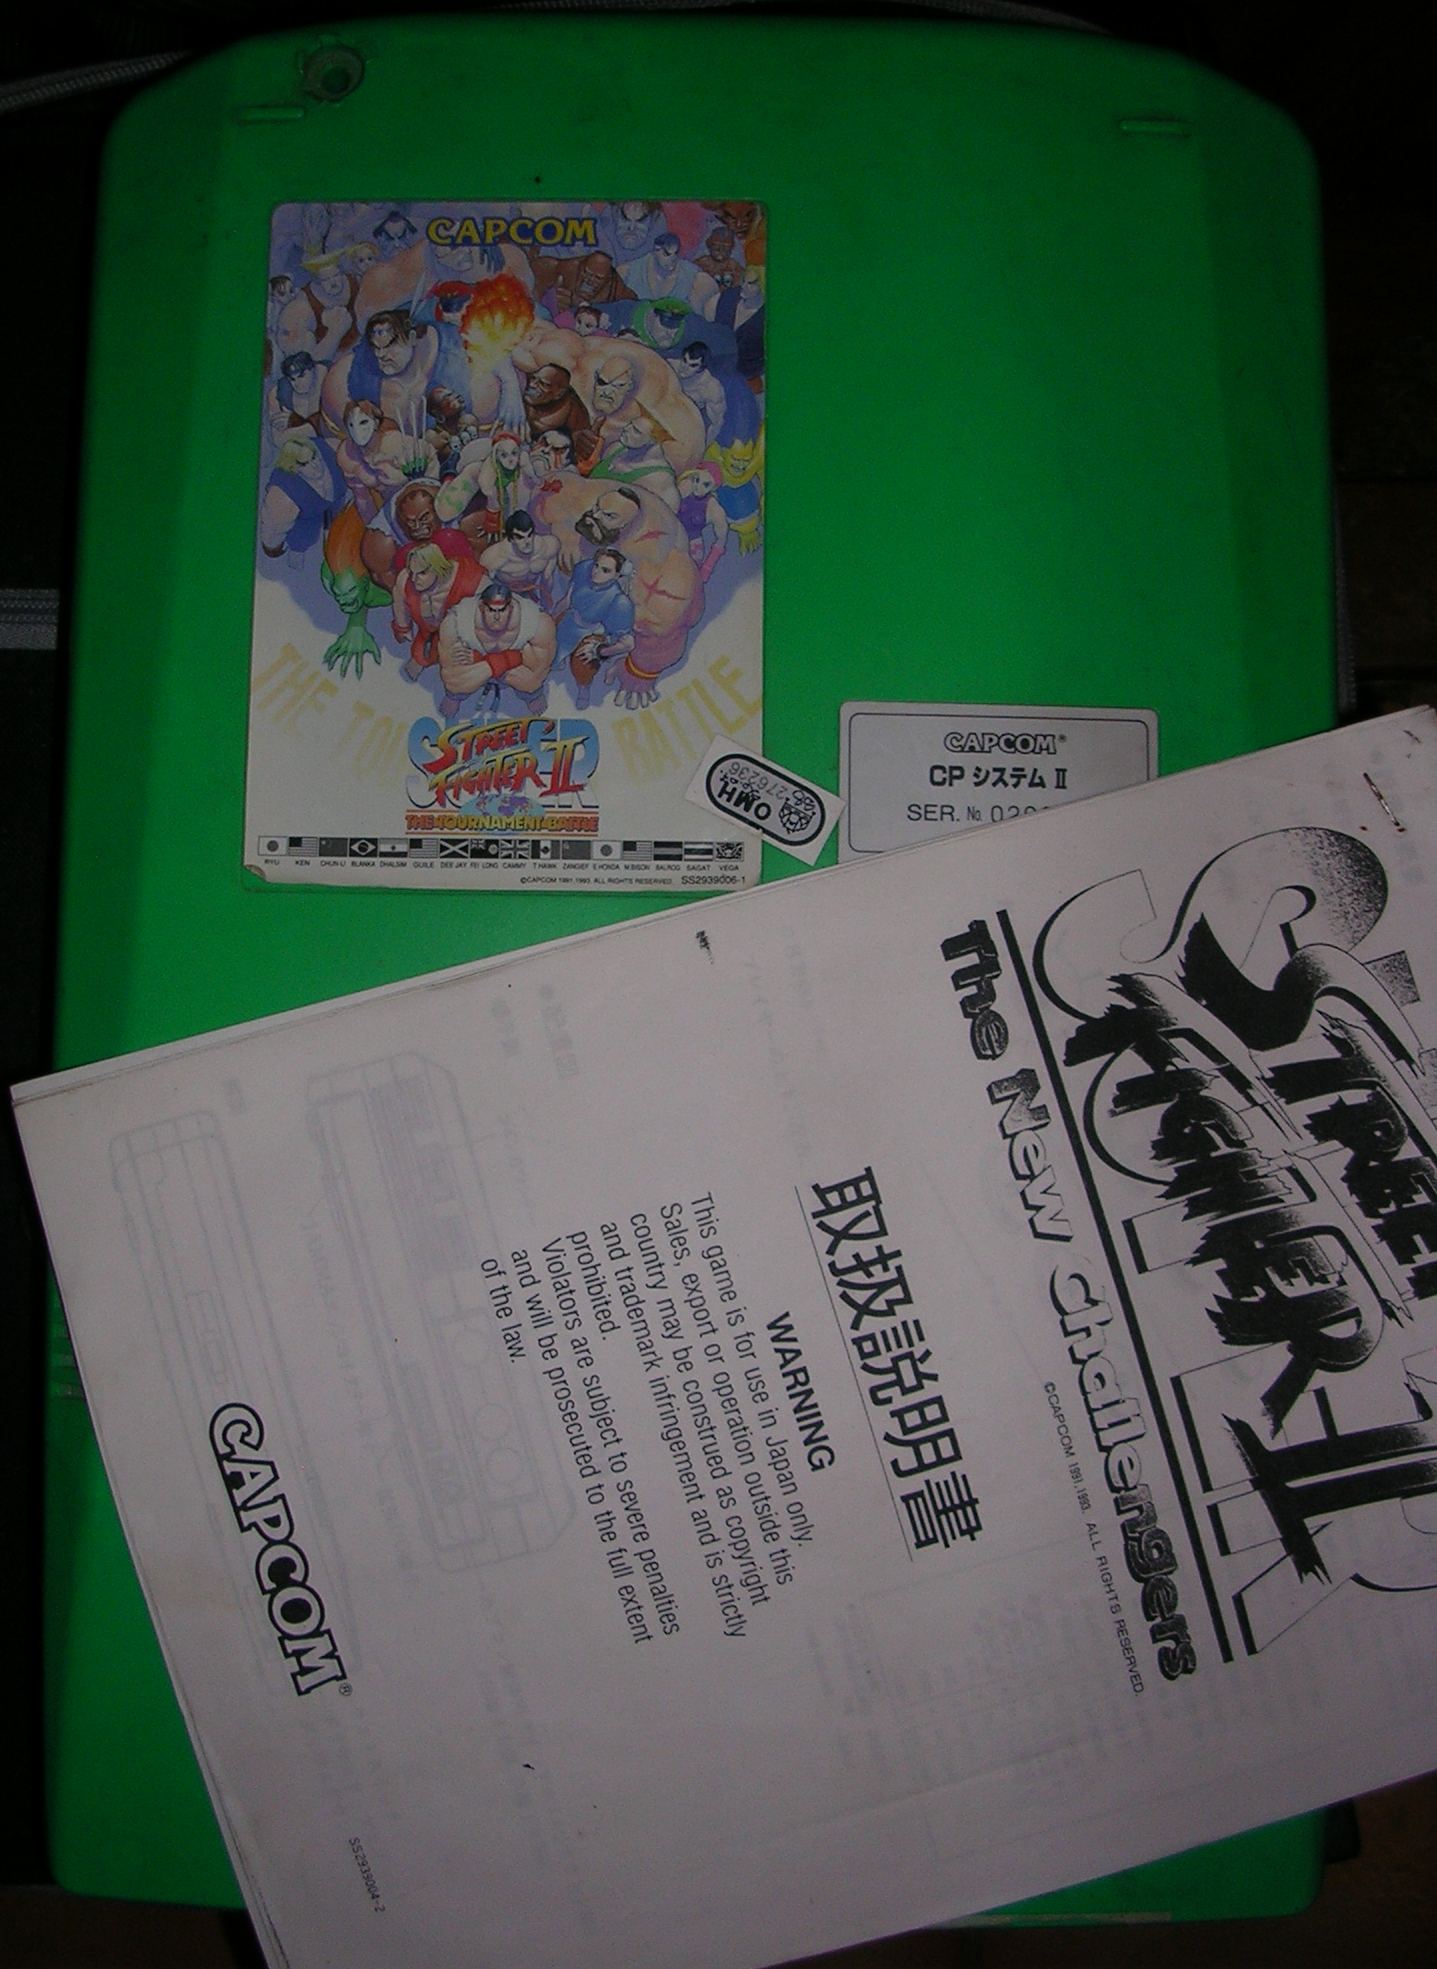 CAPCOM
THE TOU BATTLE
SUPER
STREET
FIGHTER II
THE TOURNAMENT BATTLE
RYU KEN CHUN LI BLANKA DHALSIM GUILE DEE JAY FEI LONG CAMMY T.HAWK ZANGIEF E.HONDA M.BISON BALROG SAGAT VEGA
©CAPCOM 1991,1993. ALL RIGHTS RESERVED. SS2939006-1
OMH
276236
CAPCOM®
CP システム II
SER. № 020
STREET
FIGHTER II
The New Challengers
©CAPCOM 1991,1993. ALL RIGHTS RESERVED.
取扱説明書
WARNING
This game is for use in Japan only.
Sales, export or operation outside this
country may be construed as copyright
and trademark infringement and is strictly
prohibited.
Violators are subject to severe penalties
and will be prosecuted to the full extent
of the law.
CAPCOM®
SS2939004-2